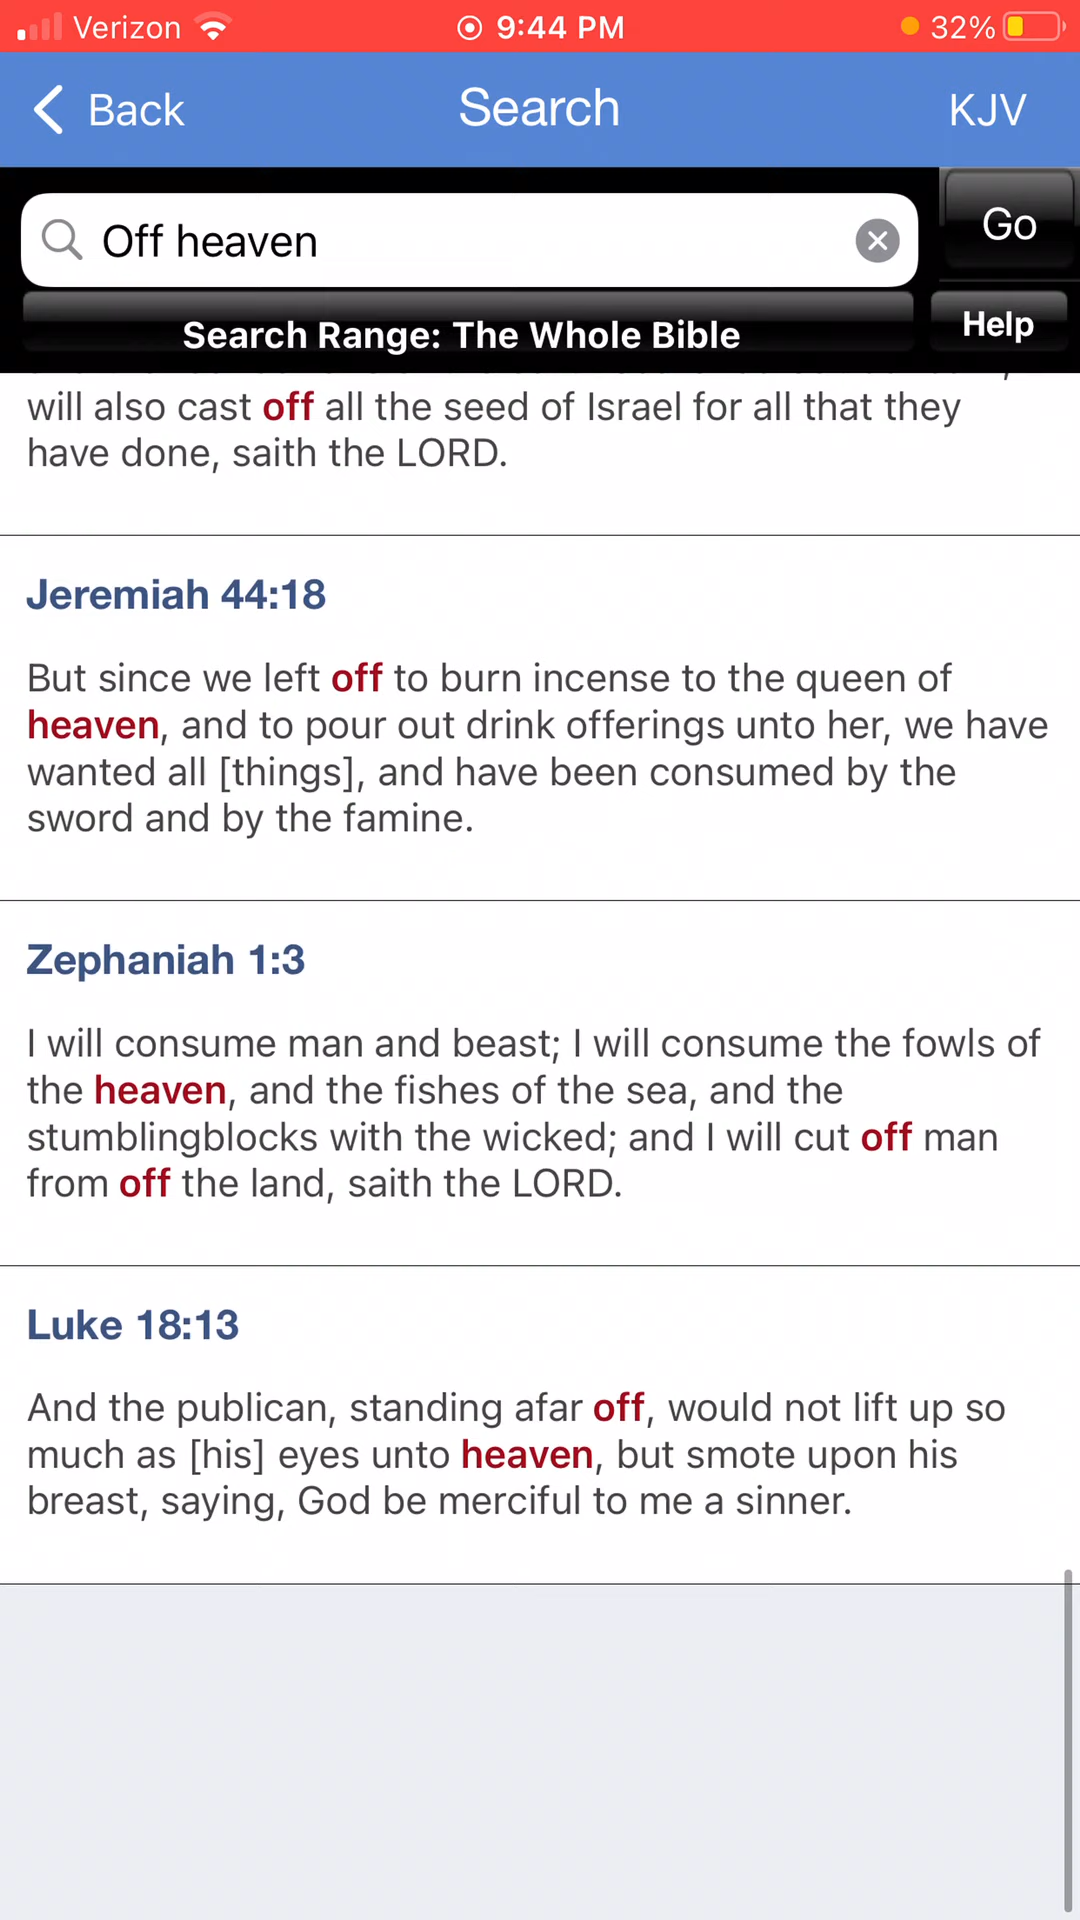 Verizon 9:44 PM 32%
Back Search KJV
Off heaven Go
Search Range: The Whole Bible Help
will also cast off all the seed of Israel for all that they
have done, saith the LORD.
Jeremiah 44:18
But since we left off to burn incense to the queen of
heaven, and to pour out drink offerings unto her, we have
wanted all [things], and have been consumed by the
sword and by the famine.
Zephaniah 1:3
I will consume man and beast; I will consume the fowls of
the heaven, and the fishes of the sea, and the
stumblingblocks with the wicked; and I will cut off man
from off the land, saith the LORD.
Luke 18:13
And the publican, standing afar off, would not lift up so
much as [his] eyes unto heaven, but smote upon his
breast, saying, God be merciful to me a sinner.